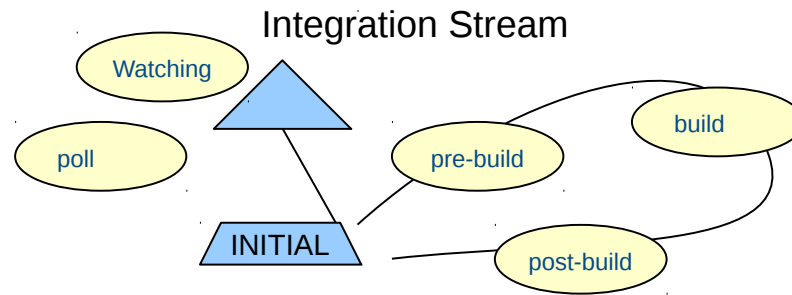 Integration Stream
Watching
poll
pre-build
build
INITIAL
post-build